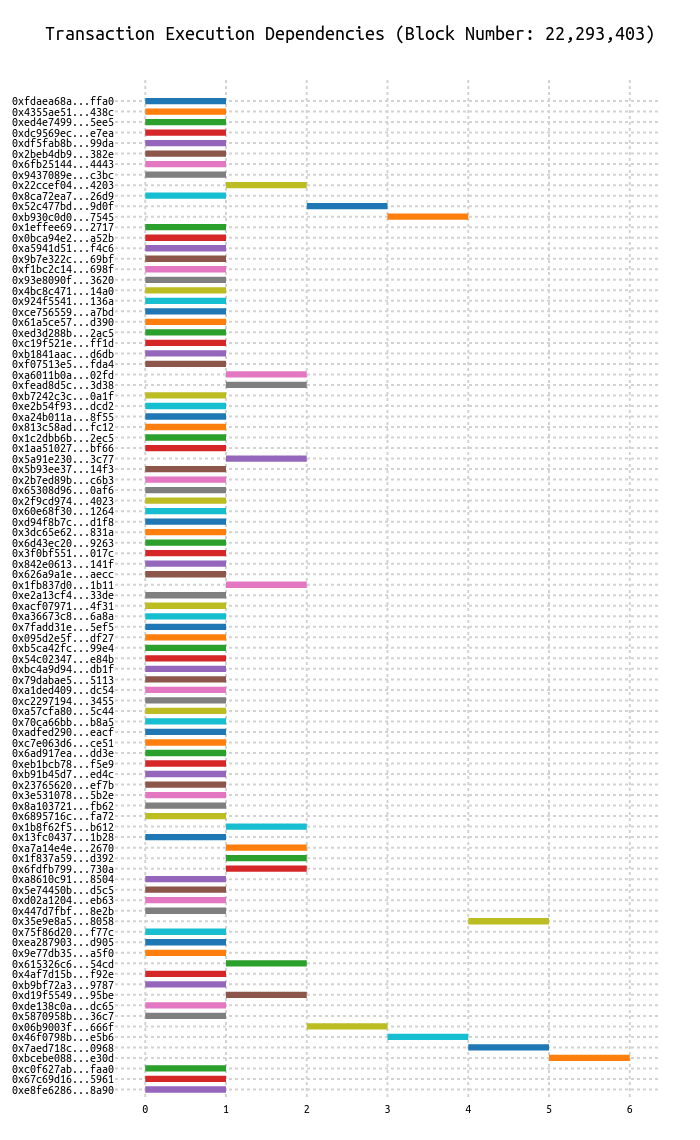 Transaction Execution Dependencies (Block Number: 22,293,403)
0xfdaea68a...ffa0
0x4355ae51...438c
0xed4e7499...5ee5
0xdc9569ec...e7ea
0xdf5fab8b...99da
0x2beb4db9...382e
0x6fb25144...4443
0x9437089e...c3bc
0x22ccef04...4203
0x8ca72ea7...26d9
0x52c477bd...9d0f
0xb930c0d0...7545
0x1effee69...2717
0x0bca94e2...a52b
0xa5941d51...f4c6
0x9b7e322c...69bf
0xf1bc2c14...698f
0x93e8090f...3620
0x4bc8c471...14a0
0x924f5541...136a
0xce756559...a7bd
0x61a5ce57...d390
0xed3d288b...2ac5
0xc19f521e...ff1d
0xb1841aac...d6db
0xf07513e5...fda4
0xa6011b0a...02fd
0xfead8d5c...3d38
0xb7242c3c...0a1f
0xe2b54f93...dcd2
0xa24b011a...8f55
0x813c58ad...fc12
0x1c2dbb6b...2ec5
0x1aa51027...bf66
0x5a91e230...3c77
0x5b93ee37...14f3
0x2b7ed89b...c6b3
0x65308d96...0af6
0x2f9cd974...4023
0x60e68f30...1264
0xd94f8b7c...d1f8
0x3dc65e62...831a
0x6d43ec20...9263
0x3f0bf551...017c
0x842e0613...141f
0x626a9a1e...aecc
0x1fb837d0...1b11
0xe2a13cf4...33de
0xacf07971...4f31
0xa36673c8...6a8a
0x7fadd31e...5ef5
0x095d2e5f...df27
0xb5ca42fc...99e4
0x54c02347...e84b
0xbc4a9d94...db1f
0x79dabae5...5113
0xa1ded409...dc54
0xc2297194...3455
0xa57cfa80...5c44
0x70ca66bb...b8a5
0xadfed290...eacf
0xc7e063d6...ce51
0x6ad917ea...dd3e
0xeb1bcb78...f5e9
0xb91b45d7...ed4c
0x23765620...ef7b
0x3e531078...5b2e
0x8a103721...fb62
0x6895716c...fa72
0x1b8f62f5...b612
0x13fc0437...1b28
0xa7a14e4e...2670
0x1f837a59...d392
0x6fdfb799...730a
0xa8610c91...8504
0x5e74450b...d5c5
0xd02a1204...eb63
0x447d7fbf...8e2b
0x35e9e8a5...8058
0x75f86d20...f77c
0xea287903...d905
0x9e77db35...a5f0
0x615326c6...54cd
0x4af7d15b...f92e
0xb9bf72a3...9787
0xd19f5549...95be
0xde138c0a...dc65
0x5870958b...36c7
0x06b9003f...666f
0x46f0798b...e5b6
0x7aed718c...0968
0xbcebe088...e30d
0xc0f627ab...faa0
0x67c69d16...5961
0xe8fe6286...8a90
0 1 2 3 4 5 6